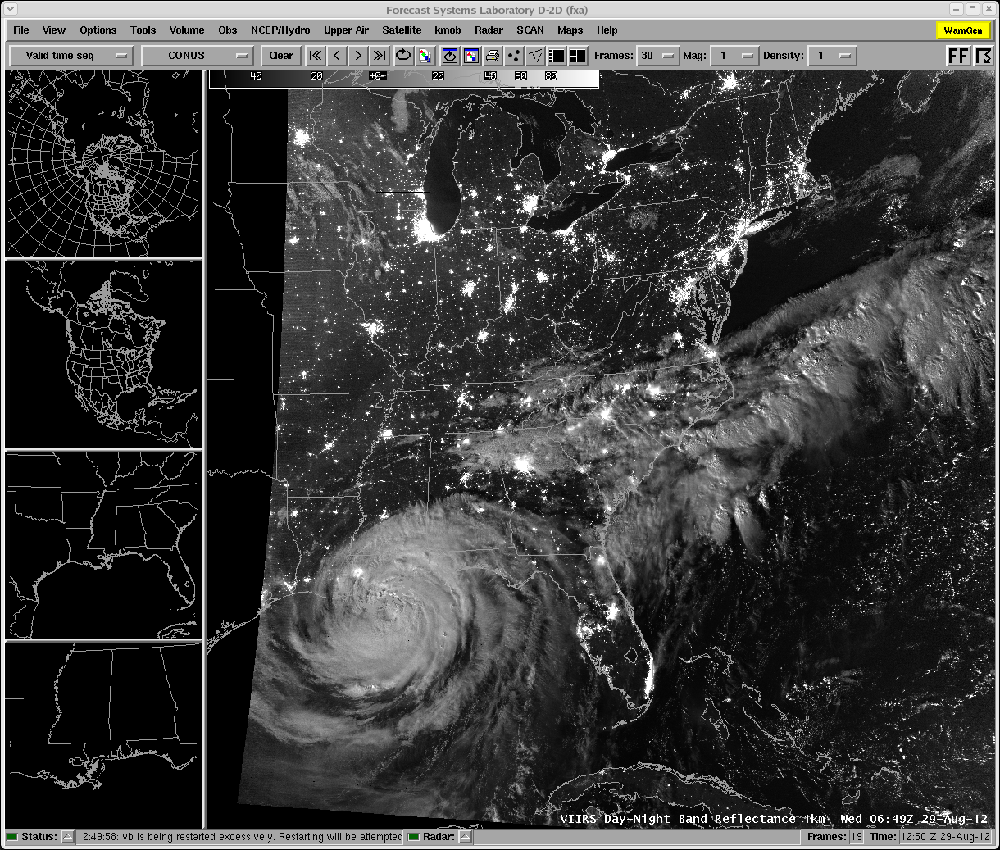 Forecast Systems Laboratory D-2D (fxa)
File View Options Tools Volume Obs NCEP/Hydro Upper Air Satellite kmob Radar SCAN Maps Help WarnGen
Valid time seq CONUS Clear Frames: 30 Mag: 1 Density: 1 FF
40 20 +0- 20 40 60 80
VIIRS Day-Night Band Reflectance 1km Wed 06:49Z 29-Aug-12
Status: 12:49:58: vb is being restarted excessively. Restarting will be attempted Radar: Frames: 19 Time: 12:50 Z 29-Aug-12